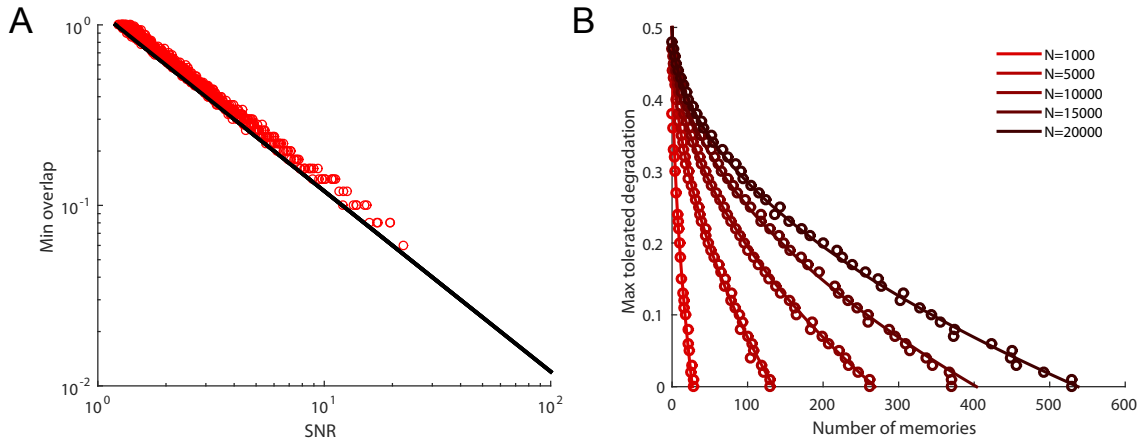 A
10^0
10^-1
10^-2
Min overlap
10^0
10^1
10^2
SNR
B
0.5
0.4
0.3
0.2
0.1
0
Max tolerated degradation
0
100
200
300
400
500
600
Number of memories
N=1000
N=5000
N=10000
N=15000
N=20000